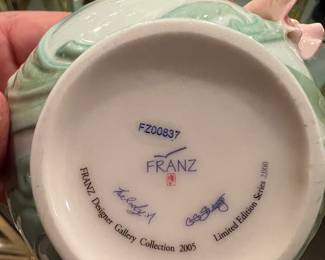 FZ00837
FRANZ
FRANZ Designer Gallery Collection 2005
Limited Edition Series 2000